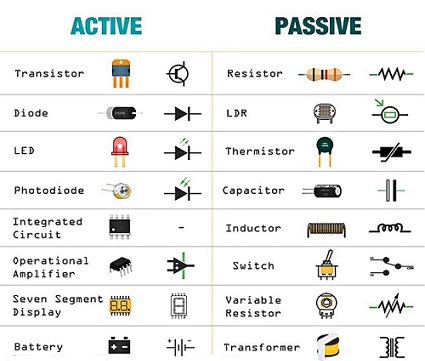 ACTIVE PASSIVE
Transistor Resistor
Diode LDR
LED Thermistor
Photodiode Capacitor
Integrated
Circuit
Inductor
Operational
Amplifier
Switch
Seven Segment
Display
Variable
Resistor
Battery Transformer